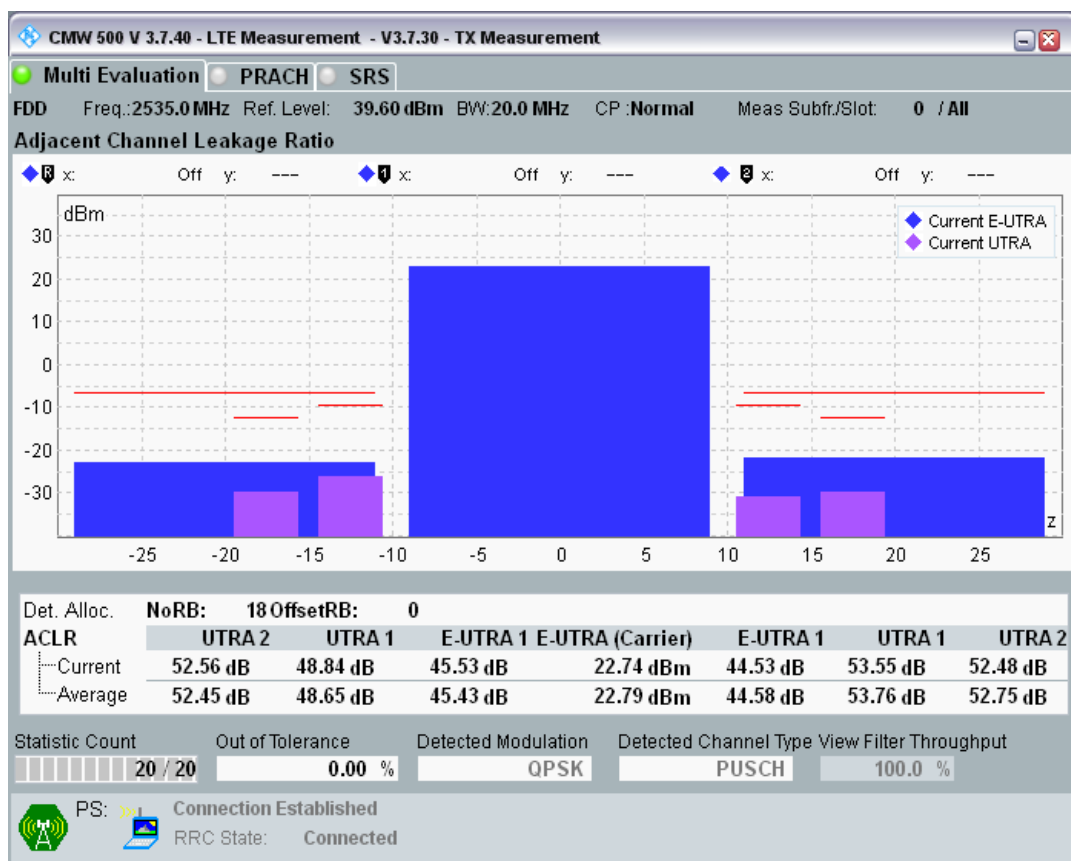 CMW 500 V 3.7.40 - LTE Measurement - V3.7.30 - TX Measurement
Multi Evaluation PRACH SRS
FDD Freq.:2535.0 MHz Ref. Level: 39.60 dBm BW:20.0 MHz CP :Normal Meas Subfr./Slot: 0 / All
Adjacent Channel Leakage Ratio
R x: Off y: --- 1 x: Off y: --- 2 x: Off y: ---
dBm
Current E-UTRA
Current UTRA
30
20
10
0
-10
-20
-30
z
-25 -20 -15 -10 -5 0 5 10 15 20 25
Det. Alloc. NoRB: 18 OffsetRB: 0
ACLR UTRA 2 UTRA 1 E-UTRA 1 E-UTRA (Carrier) E-UTRA 1 UTRA 1 UTRA 2
Current 52.56 dB 48.84 dB 45.53 dB 22.74 dBm 44.53 dB 53.55 dB 52.48 dB
Average 52.45 dB 48.65 dB 45.43 dB 22.79 dBm 44.58 dB 53.76 dB 52.75 dB
Statistic Count Out of Tolerance Detected Modulation Detected Channel Type View Filter Throughput
20 / 20 0.00 % QPSK PUSCH 100.0 %
PS: Connection Established
RRC State: Connected